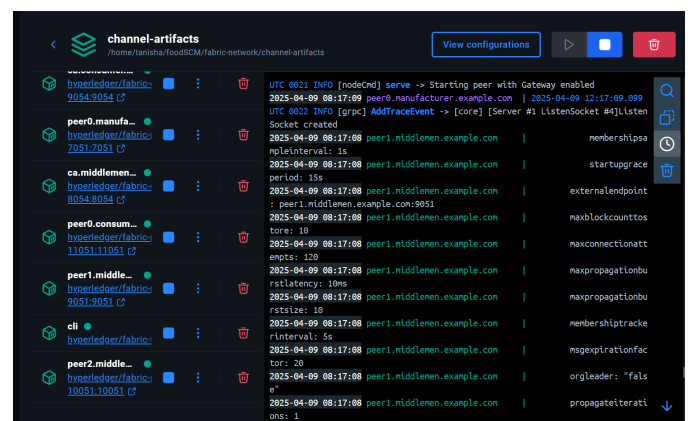 channel-artifacts
/home/tanisha/foodSCM/fabric-network/channel-artifacts
View configurations
hyperledger/fabric-
9054:9054
peer0.manufa...
hyperledger/fabric-
7051:7051
ca.middlemen...
hyperledger/fabric-
8054:8054
peer0.consum...
hyperledger/fabric-
11051:11051
peer1.middle...
hyperledger/fabric-
9051:9051
cli
hyperledger/fabric-
peer2.middle...
hyperledger/fabric-
10051:10051
UTC 0021 INFO [nodeCmd] serve -> Starting peer with
Gateway enabled
2025-04-09 08:17:09 peer0.manufacturer.example.com | 2025-04-09 12:17:09.099
UTC 0022 INFO [grpc] AddTraceEvent -> [core] [Server #1 ListenSocket #4]Listen
Socket created
2025-04-09 08:17:08 peer1.middlemen.example.com | membershipsa
mpleinterval: 1s
2025-04-09 08:17:08 peer1.middlemen.example.com | startupgrace
period: 15s
2025-04-09 08:17:08 peer1.middlemen.example.com | externalendpoint
: peer1.middlemen.example.com:9051
2025-04-09 08:17:08 peer1.middlemen.example.com | maxblockcounttos
tore: 10
2025-04-09 08:17:08 peer1.middlemen.example.com | maxconnectionatt
empts: 120
2025-04-09 08:17:08 peer1.middlemen.example.com | maxpropagationbu
rstlatency: 10ms
2025-04-09 08:17:08 peer1.middlemen.example.com | maxpropagationbu
rstsize: 10
2025-04-09 08:17:08 peer1.middlemen.example.com | membershiptracke
rinterval: 5s
2025-04-09 08:17:08 peer1.middlemen.example.com | msgexpirationfac
tor: 20
2025-04-09 08:17:08 peer1.middlemen.example.com | orgleader: "fals
e"
2025-04-09 08:17:08 peer1.middlemen.example.com | propagateiterati
ons: 1